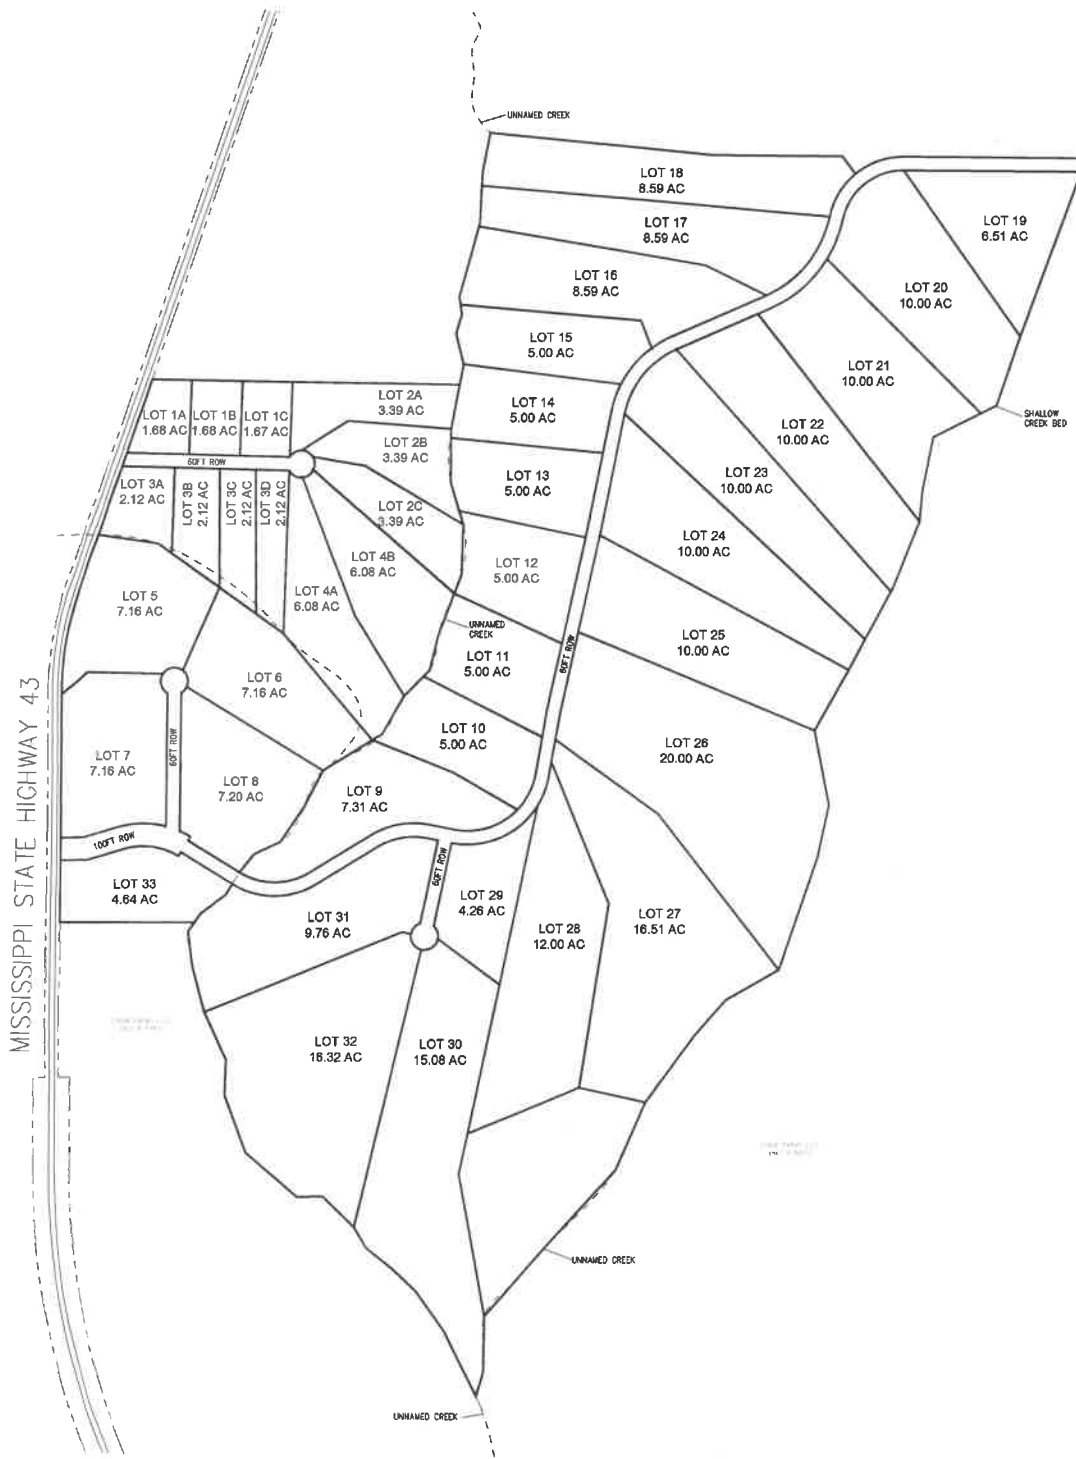 UNNAMED CREEK
LOT 18
8.59 AC
LOT 17
8.59 AC
LOT 19
6.51 AC
LOT 16
8.59 AC
LOT 20
10.00 AC
LOT 15
5.00 AC
LOT 21
10.00 AC
LOT 14
5.00 AC
SHALLOW
CREEK BED
LOT 22
10.00 AC
LOT 1A
1.68 AC
LOT 1B
1.68 AC
LOT 1C
1.67 AC
LOT 2A
3.39 AC
LOT 2B
3.39 AC
60FT ROW
LOT 13
5.00 AC
LOT 23
10.00 AC
LOT 3A
2.12 AC
LOT 3B
2.12 AC
LOT 3C
2.12 AC
LOT 3D
2.12 AC
LOT 2C
3.39 AC
LOT 24
10.00 AC
LOT 4B
6.08 AC
LOT 12
5.00 AC
LOT 5
7.16 AC
LOT 4A
6.08 AC
UNNAMED
CREEK
LOT 25
10.00 AC
LOT 11
5.00 AC
60FT ROW
LOT 6
7.16 AC
LOT 10
5.00 AC
LOT 26
20.00 AC
MISSISSIPPI STATE HIGHWAY 43
LOT 7
7.16 AC
60FT ROW
LOT 8
7.20 AC
LOT 9
7.31 AC
100FT ROW
60FT ROW
LOT 33
4.64 AC
LOT 29
4.26 AC
LOT 31
9.76 AC
LOT 28
12.00 AC
LOT 27
16.51 AC
LOT 32
16.32 AC
LOT 30
15.08 AC
UNNAMED CREEK
UNNAMED CREEK